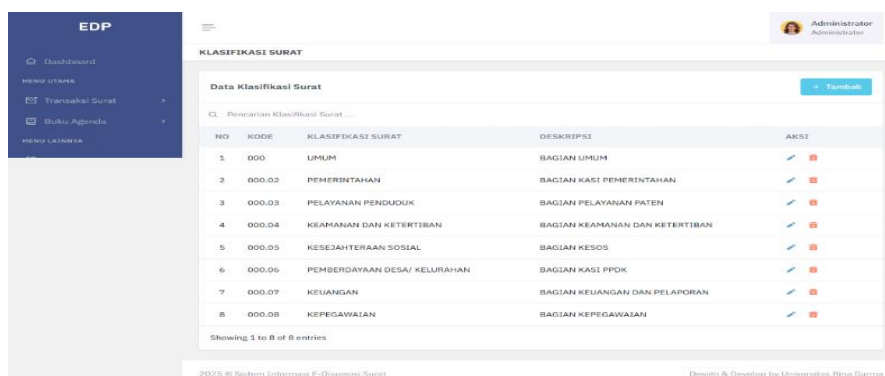 EDP
Administrator
Administrator
KLASIFIKASI SURAT
Dashboard
MENU UTAMA
Transaksi Surat
Buku Agenda
MENU LAINNYA
Data Klasifikasi Surat
+ Tambah
Pencarian Klasifikasi Surat ...
NO KODE KLASIFIKASI SURAT DESKRIPSI AKSI
1 000 UMUM BAGIAN UMUM
2 000.02 PEMERINTAHAN BAGIAN KASI PEMERINTAHAN
3 000.03 PELAYANAN PENDUDUK BAGIAN PELAYANAN PATEN
4 000.04 KEAMANAN DAN KETERTIBAN BAGIAN KEAMANAN DAN KETERTIBAN
5 000.05 KESEJAHTERAAN SOSIAL BAGIAN KESOS
6 000.06 PEMBERDAYAAN DESA/ KELURAHAN BAGIAN KASI PPDK
7 000.07 KEUANGAN BAGIAN KEUANGAN DAN PELAPORAN
8 000.08 KEPEGAWAIAN BAGIAN KEPEGAWAIAN
Showing 1 to 8 of 8 entries
2025 © Sistem Informasi E-Disposisi Surat
Design & Develop by Universitas Bina Darma